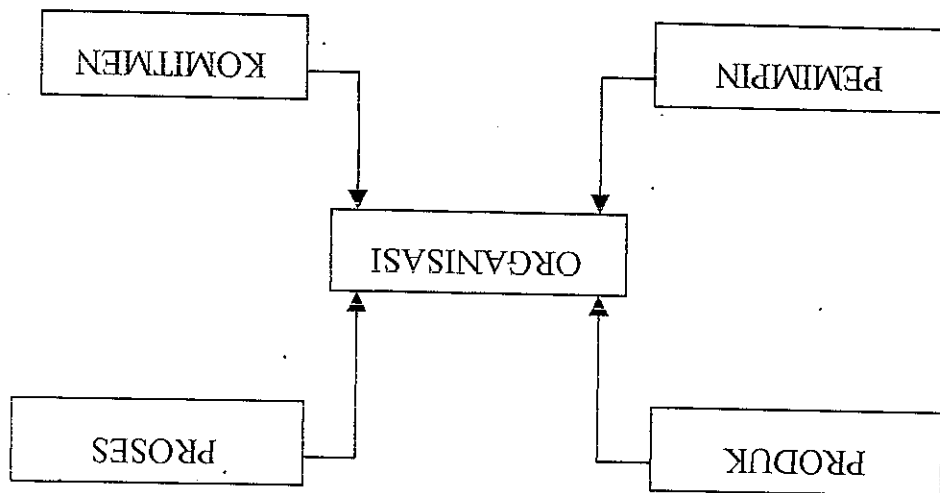 PRODUK
PROSES
ORGANISASI
PEMIMPIN
KOMITMEN